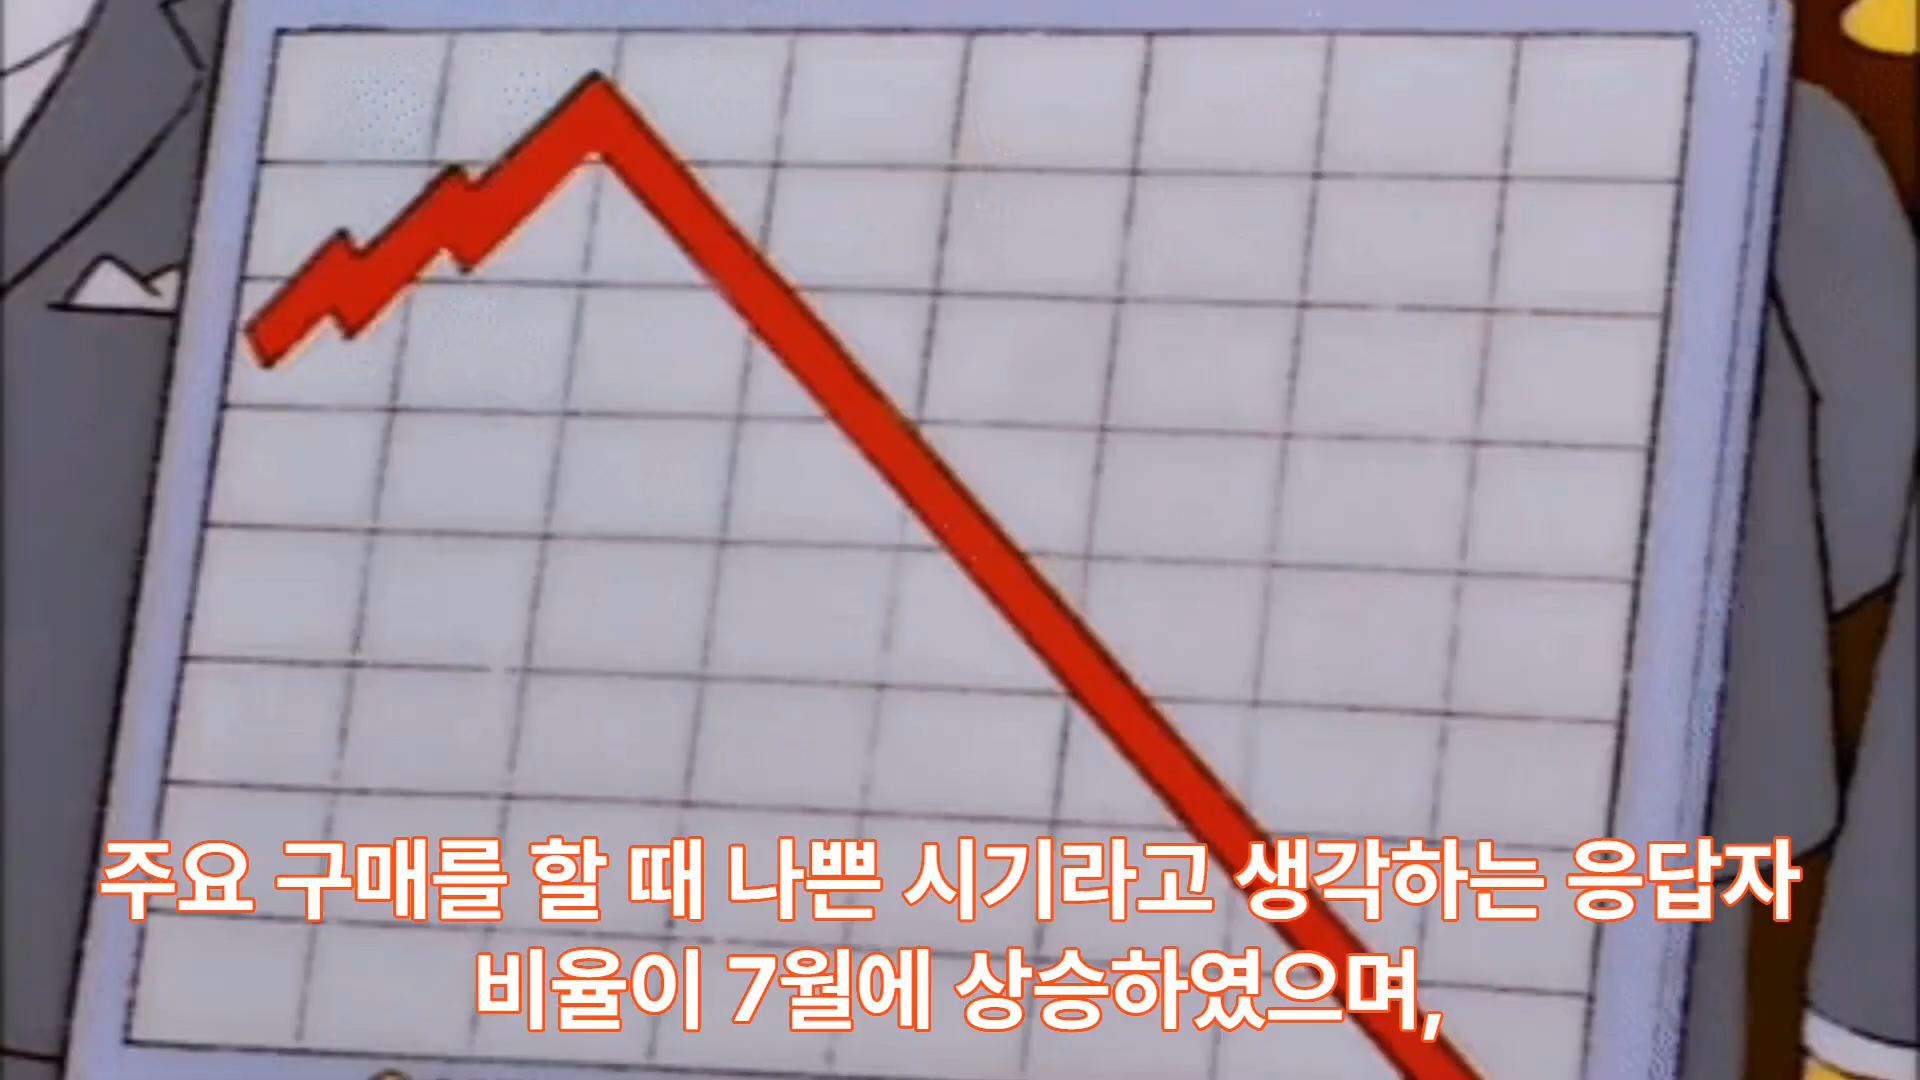 주요 구매를 할 때 나쁜 시기라고 생각하는 응답자
비율이 7월에 상승하였으며,